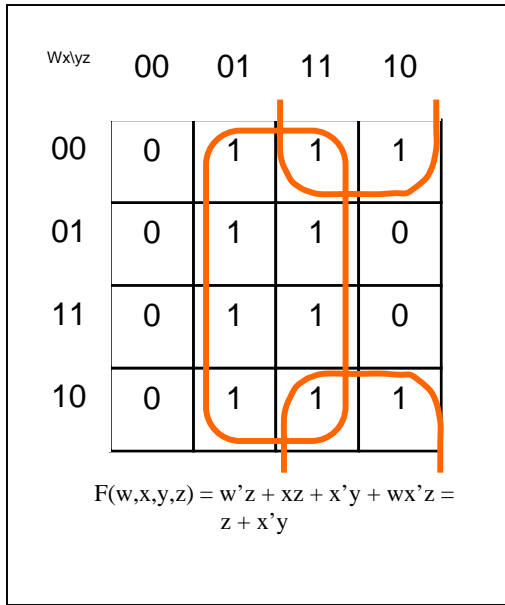 Wx\yz 00 01 11 10
00 0 1 1 1
01 0 1 1 0
11 0 1 1 0
10 0 1 1 1
F(w,x,y,z) = w’z + xz + x’y + wx’z =
z + x’y